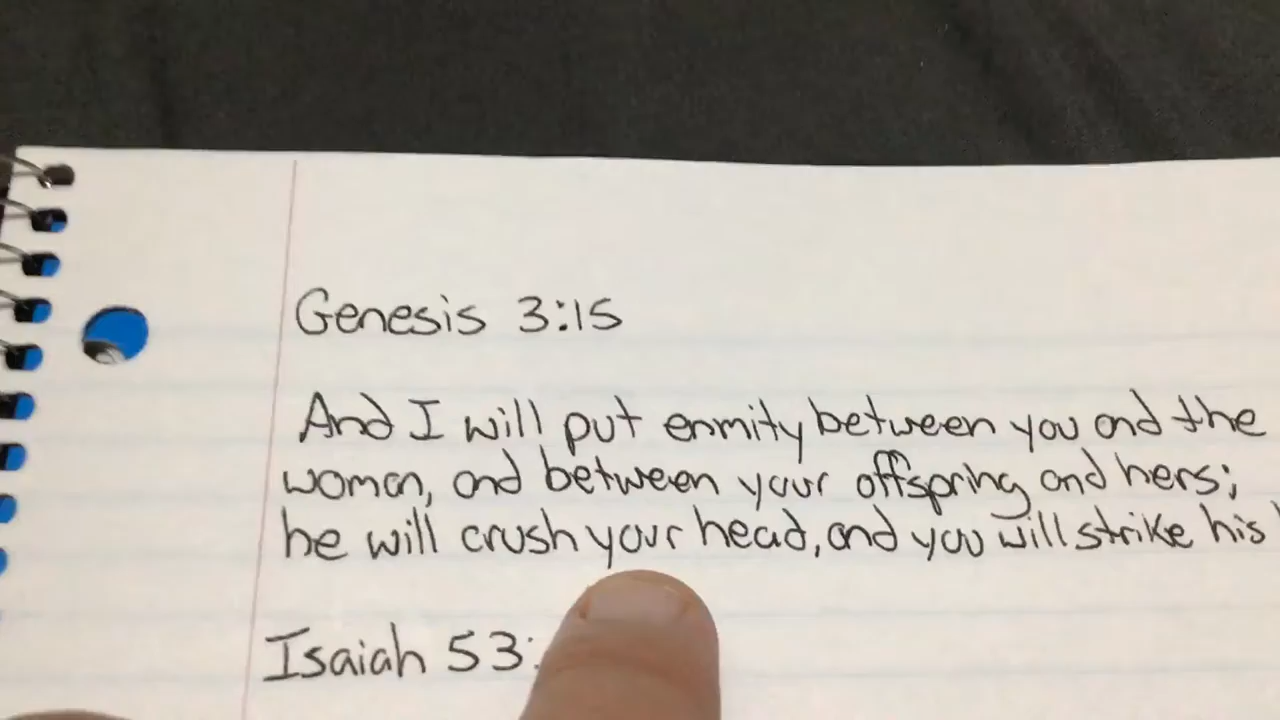 Genesis 3:15
And I will put enmity between you and the
woman, and between your offspring and hers;
he will crush your head, and you will strike his
Isaiah 53: